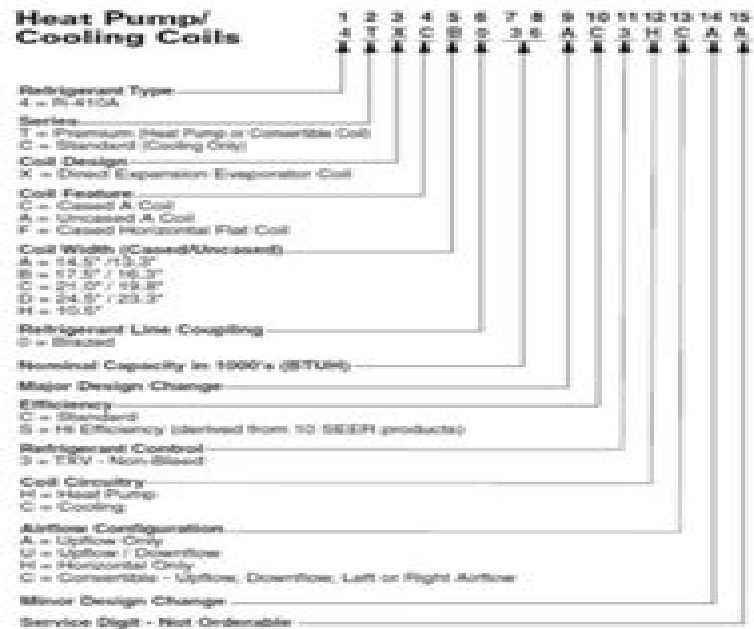 Heat Pump/
Cooling Coils
1 2 3 4 5 6 7 8 9 10 11 12 13 14 15
4 T X C B 0 3 6 A C 3 H C A A
Refrigerant Type
4 = R-410A
Series
T = Premium (Heat Pump or Convertible Coil)
C = Standard (Cooling Only)
Coil Design
X = Direct Expansion Evaporator Coil
Coil Feature
C = Cased A Coil
A = Uncased A Coil
F = Cased Horizontal Flat Coil
Coil Width (Cased/Uncased)
A = 14.5" / 13.3"
B = 17.5" / 16.3"
C = 21.0" / 19.8"
D = 24.5" / 23.3"
H = 10.5"
Refrigerant Line Coupling
0 = Brazed
Nominal Capacity in 1000's (BTUH)
Major Design Change
Efficiency
C = Standard
S = Hi Efficiency (derived from 10 SEER products)
Refrigerant Control
3 = TXV - Non-Bleed
Coil Circuitry
H = Heat Pump
C = Cooling
Airflow Configuration
A = Upflow Only
U = Upflow / Downflow
H = Horizontal Only
C = Convertible - Upflow, Downflow, Left or Right Airflow
Minor Design Change
Service Digit - Not Orderable